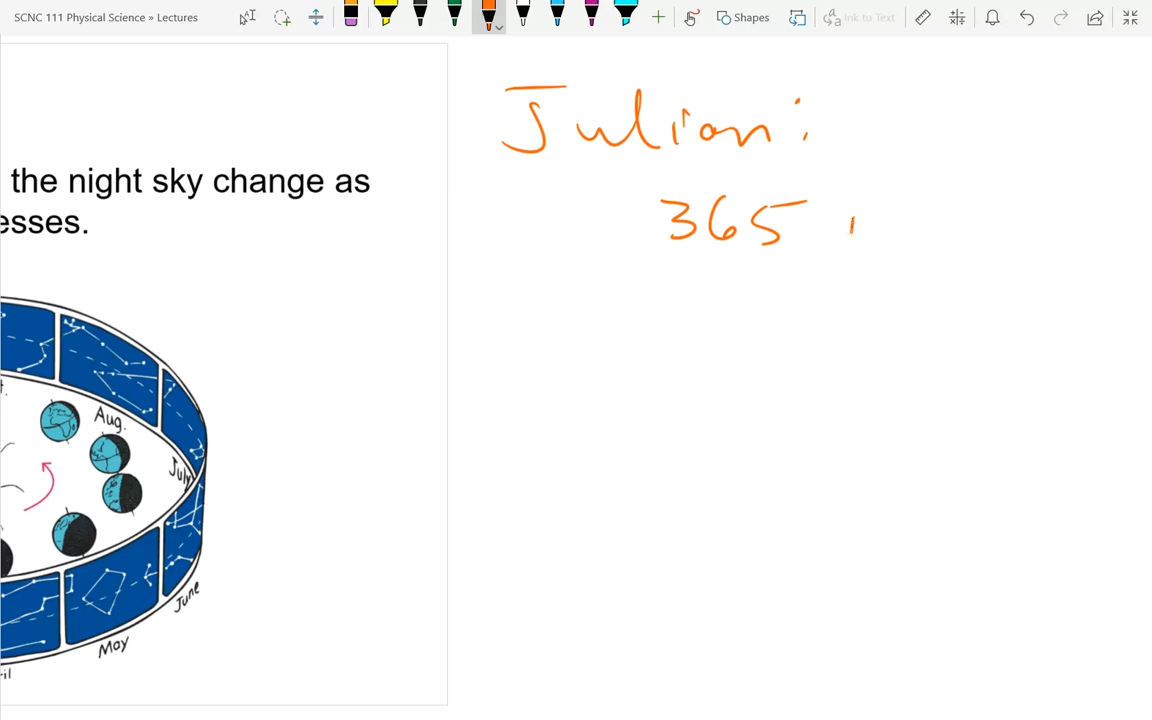 SCNC 111 Physical Science » Lectures
Shapes
Ink to Text
Julian:
the night sky change as
365
esses.
t.
Aug.
July
June
May
il